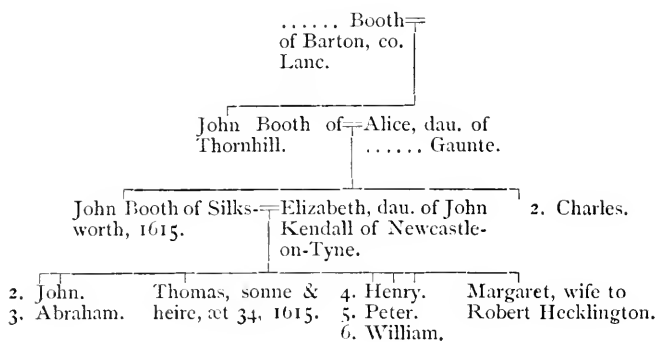 ...... Booth
of Barton, co.
Lanc.
John Booth of Alice, dau. of
Thornhill. ...... Gaunte.
John Booth of Silks- Elizabeth, dau. of John 2. Charles.
worth, 1615. Kendall of Newcastle-
on-Tyne.
2. John. Thomas, sonne & 4. Henry. Margaret, wife to
3. Abraham. heire, æt 34, 1615. 5. Peter. Robert Hecklington.
6. William.